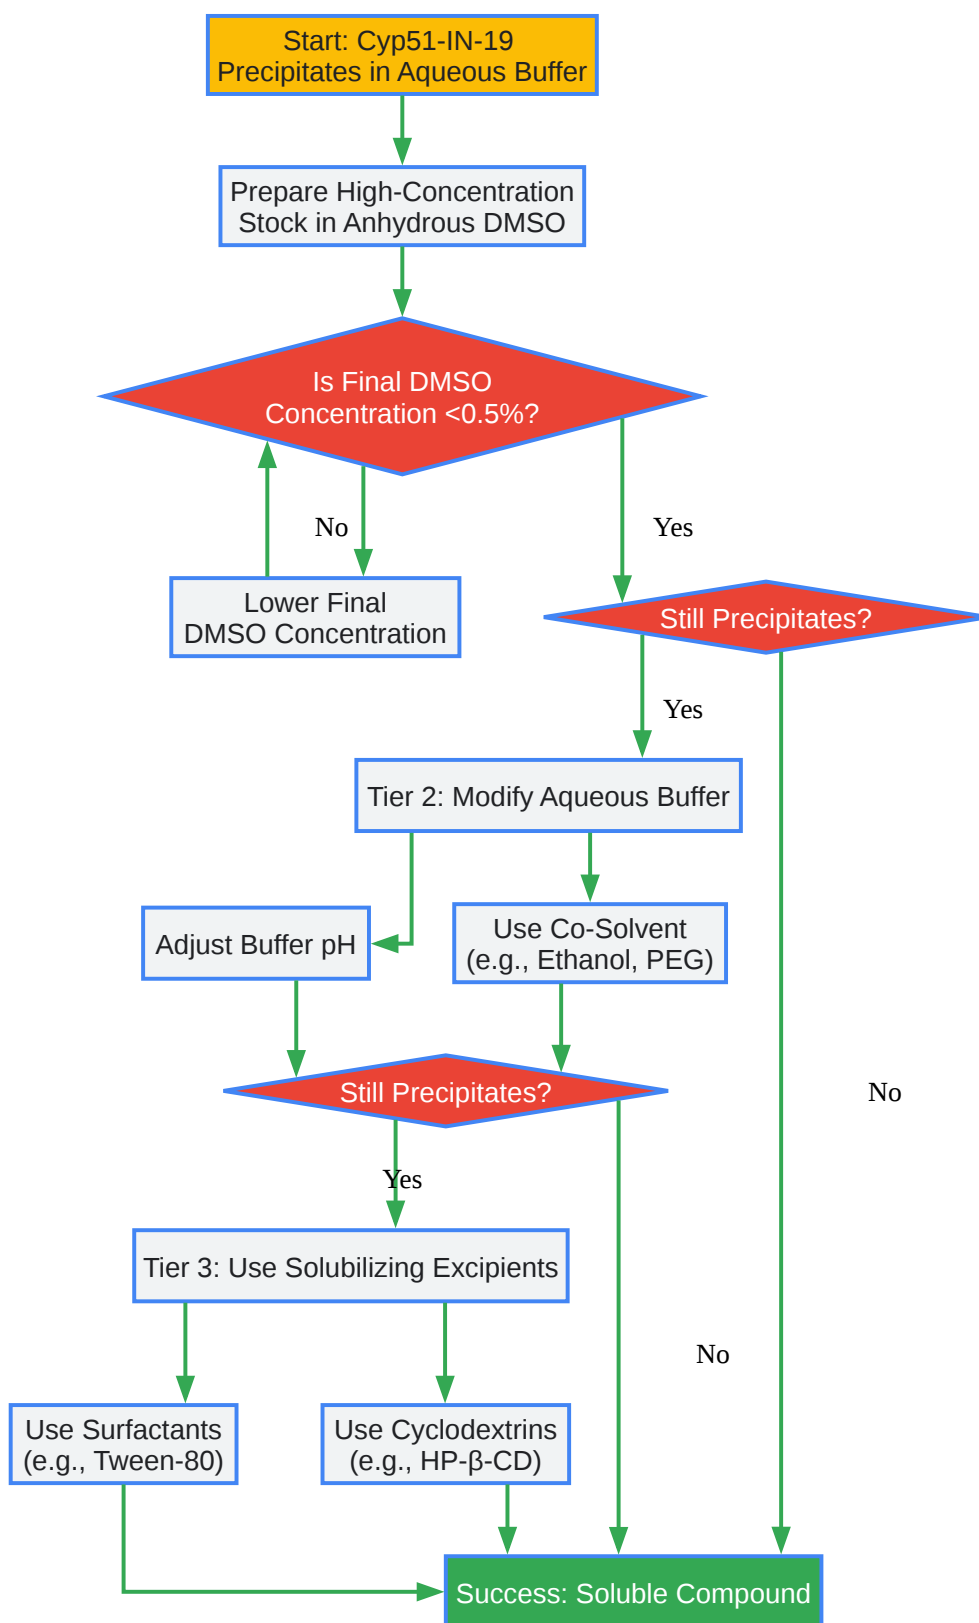 Start: Cyp51-IN-19
Precipitates in Aqueous Buffer
Prepare High-Concentration
Stock in Anhydrous DMSO
Is Final DMSO
Concentration <0.5%?
No
Yes
Lower Final
DMSO Concentration
Still Precipitates?
Yes
Tier 2: Modify Aqueous Buffer
Adjust Buffer pH
Use Co-Solvent
(e.g., Ethanol, PEG)
Still Precipitates?
No
Yes
Tier 3: Use Solubilizing Excipients
No
Use Surfactants
(e.g., Tween-80)
Use Cyclodextrins
(e.g., HP-β-CD)
Success: Soluble Compound